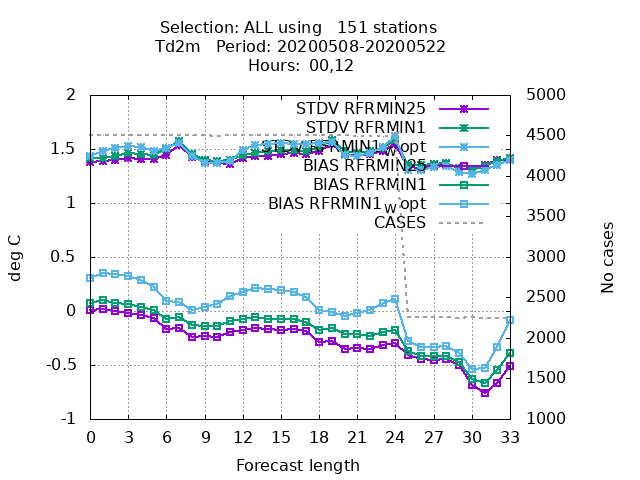 Selection: ALL using   151 stations
Td2m   Period: 20200508-20200522
Hours:  00,12
2
1.5
1
0.5
0
-0.5
-1
5000
4500
4000
3500
3000
2500
2000
1500
1000
deg C
No cases
STDV RFRMIN25
STDV RFRMIN1
STDV RFRMIN1_wopt
BIAS RFRMIN25
BIAS RFRMIN1
BIAS RFRMIN1_wopt
CASES
0 3 6 9 12 15 18 21 24 27 30 33
Forecast length